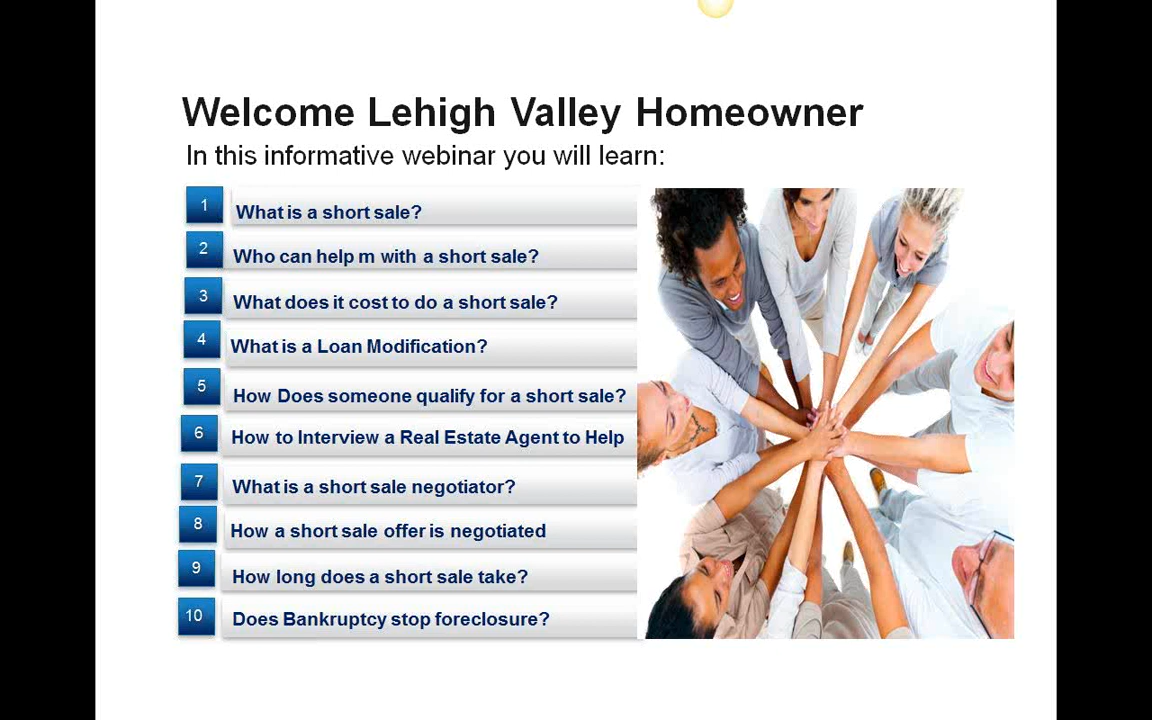 Welcome Lehigh Valley Homeowner
In this informative webinar you will learn:
1 What is a short sale?
2 Who can help m with a short sale?
3 What does it cost to do a short sale?
4 What is a Loan Modification?
5 How Does someone qualify for a short sale?
6 How to Interview a Real Estate Agent to Help
7 What is a short sale negotiator?
8 How a short sale offer is negotiated
9 How long does a short sale take?
10 Does Bankruptcy stop foreclosure?